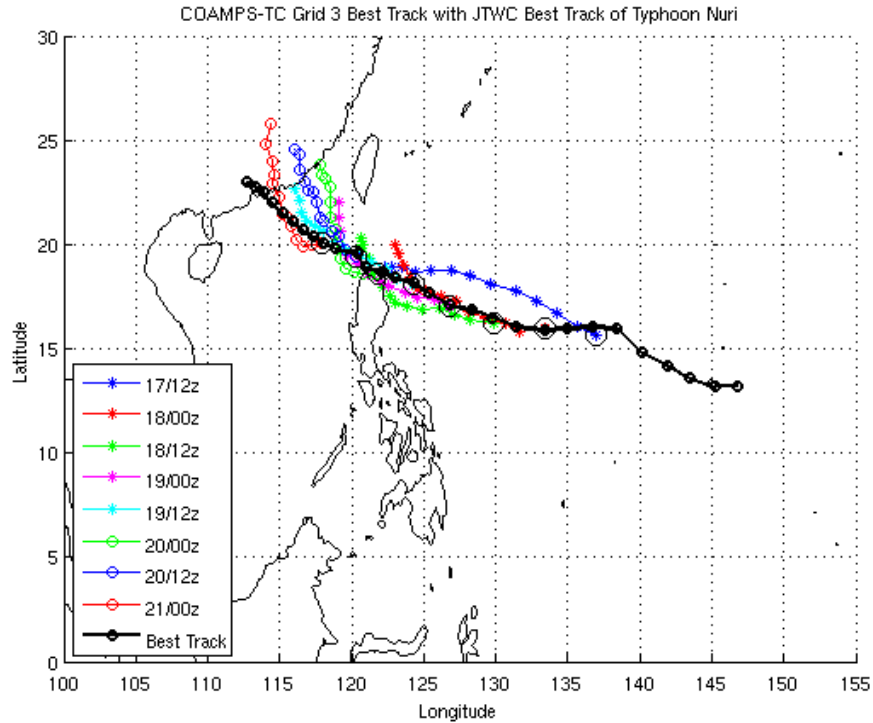 COAMPS-TC Grid 3 Best Track with JTWC Best Track of Typhoon Nuri
30
25
20
15
10
5
0
Latitude
17/12z
18/00z
18/12z
19/00z
19/12z
20/00z
20/12z
21/00z
Best Track
100 105 110 115 120 125 130 135 140 145 150 155
Longitude